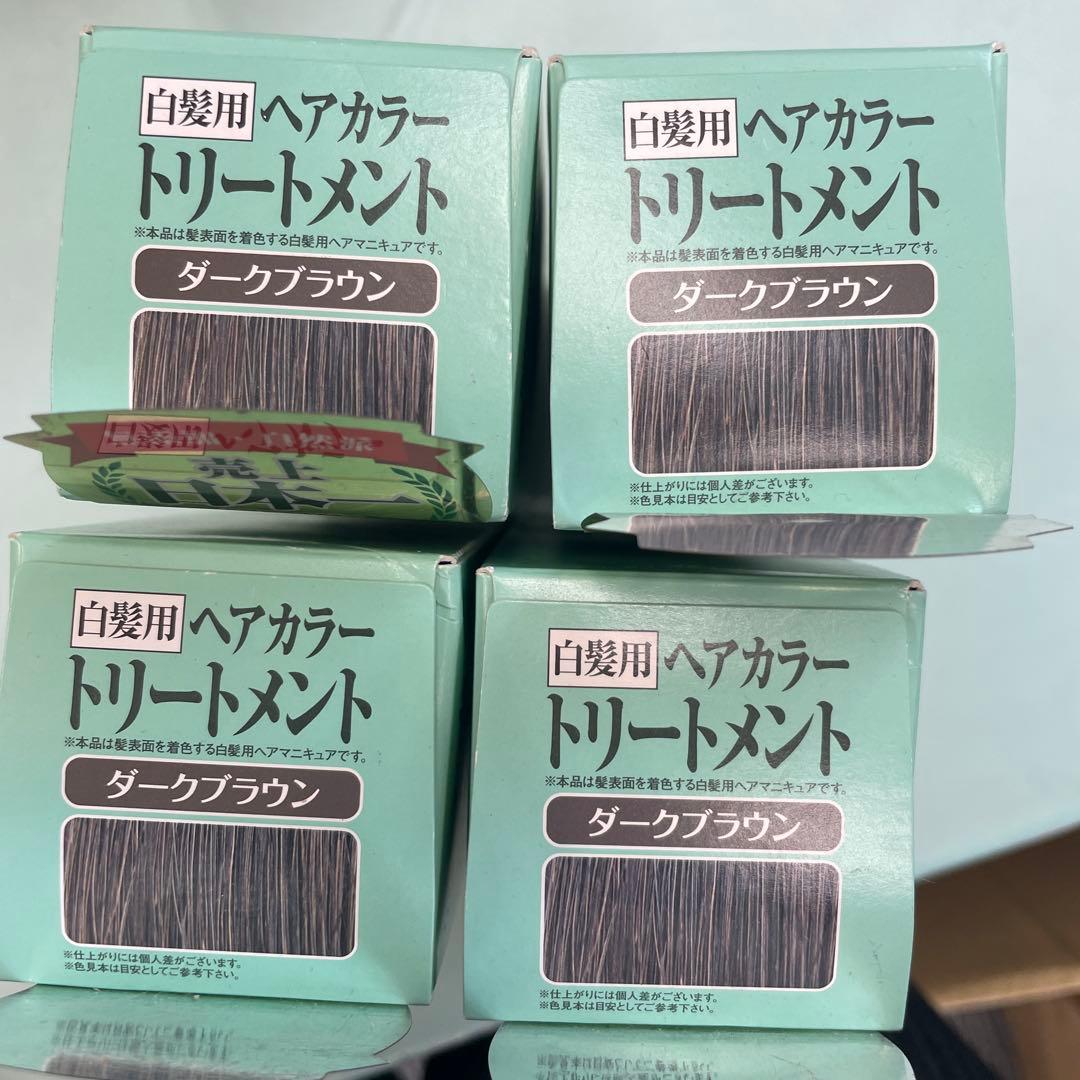 白髪用 ヘアカラー
トリートメント
※本品は髪表面を着色する白髪用ヘアマニキュアです。
ダークブラウン
自然派
売上
日本一
白髪用 ヘアカラー
トリートメント
※本品は髪表面を着色する白髪用ヘアマニキュアです。
ダークブラウン
※仕上がりには個人差がございます。
※色見本は目安としてご参考下さい。
白髪用 ヘアカラー
トリートメント
※本品は髪表面を着色する白髪用ヘアマニキュアです。
ダークブラウン
※仕上がりには個人差がございます。
※色見本は目安としてご参考下さい。
白髪用 ヘアカラー
トリートメント
※本品は髪表面を着色する白髪用ヘアマニキュアです。
ダークブラウン
※仕上がりには個人差がございます。
※色見本は目安としてご参考下さい。